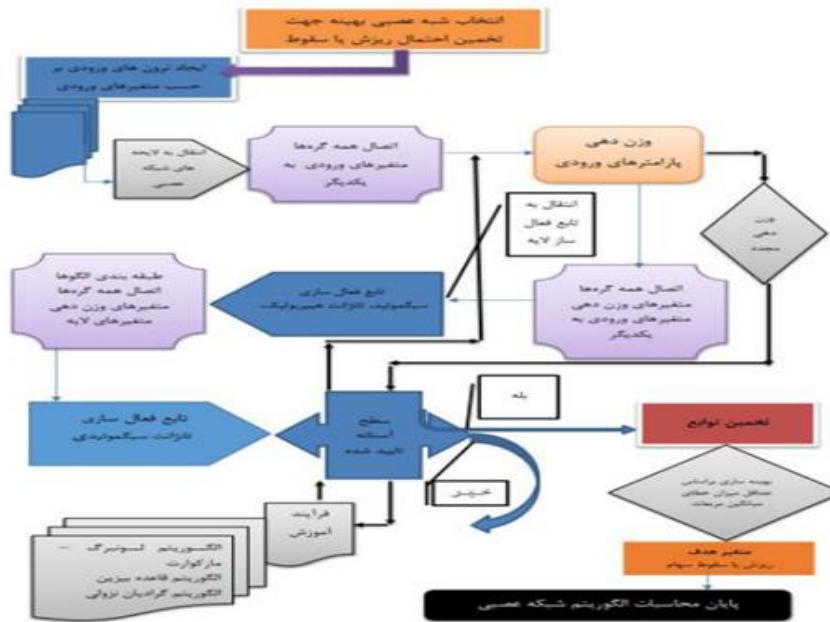 انتخاب شبه عصبی بهینه جهت
تخمین احتمال ریزش یا سقوط
ایجاد نرون های ورودی بر
حسب متغیرهای ورودی
انتقال به لایحه
های شبکه
عصبی
اتصال همه گره‌ها
متغیرهای ورودی به
یکدیگر
وزن دهی
پارامترهای ورودی
وزن
دهی
مجدد
انتقال به
تابع فعال
ساز لایه
اتصال همه گره‌ها
متغیرهای وزن دهی
متغیرهای ورودی به
یکدیگر
تابع فعال سازی
سیگموئید، تانژانت هیپربولیک،
طبقه بندی الگوها
اتصال همه گره‌ها
متغیرهای وزن دهی
متغیرهای لایه
تابع فعال سازی
تانژانت سیگموئیدی
سطح
آستانه
تایید شده
بله
خیر
تخمین توابع
بهینه سازی براساس
حداقل میزان خطای
میانگین مربعات
متغیر هدف
ریزش یا سقوط سهام
پایان محاسبات الگوریتم شبکه عصبی
فرآیند
آموزش
الگوریتم لسونبرگ –
مارکوارت
الگوریتم قاعده بیزین
الگوریتم گرادیان نزولی